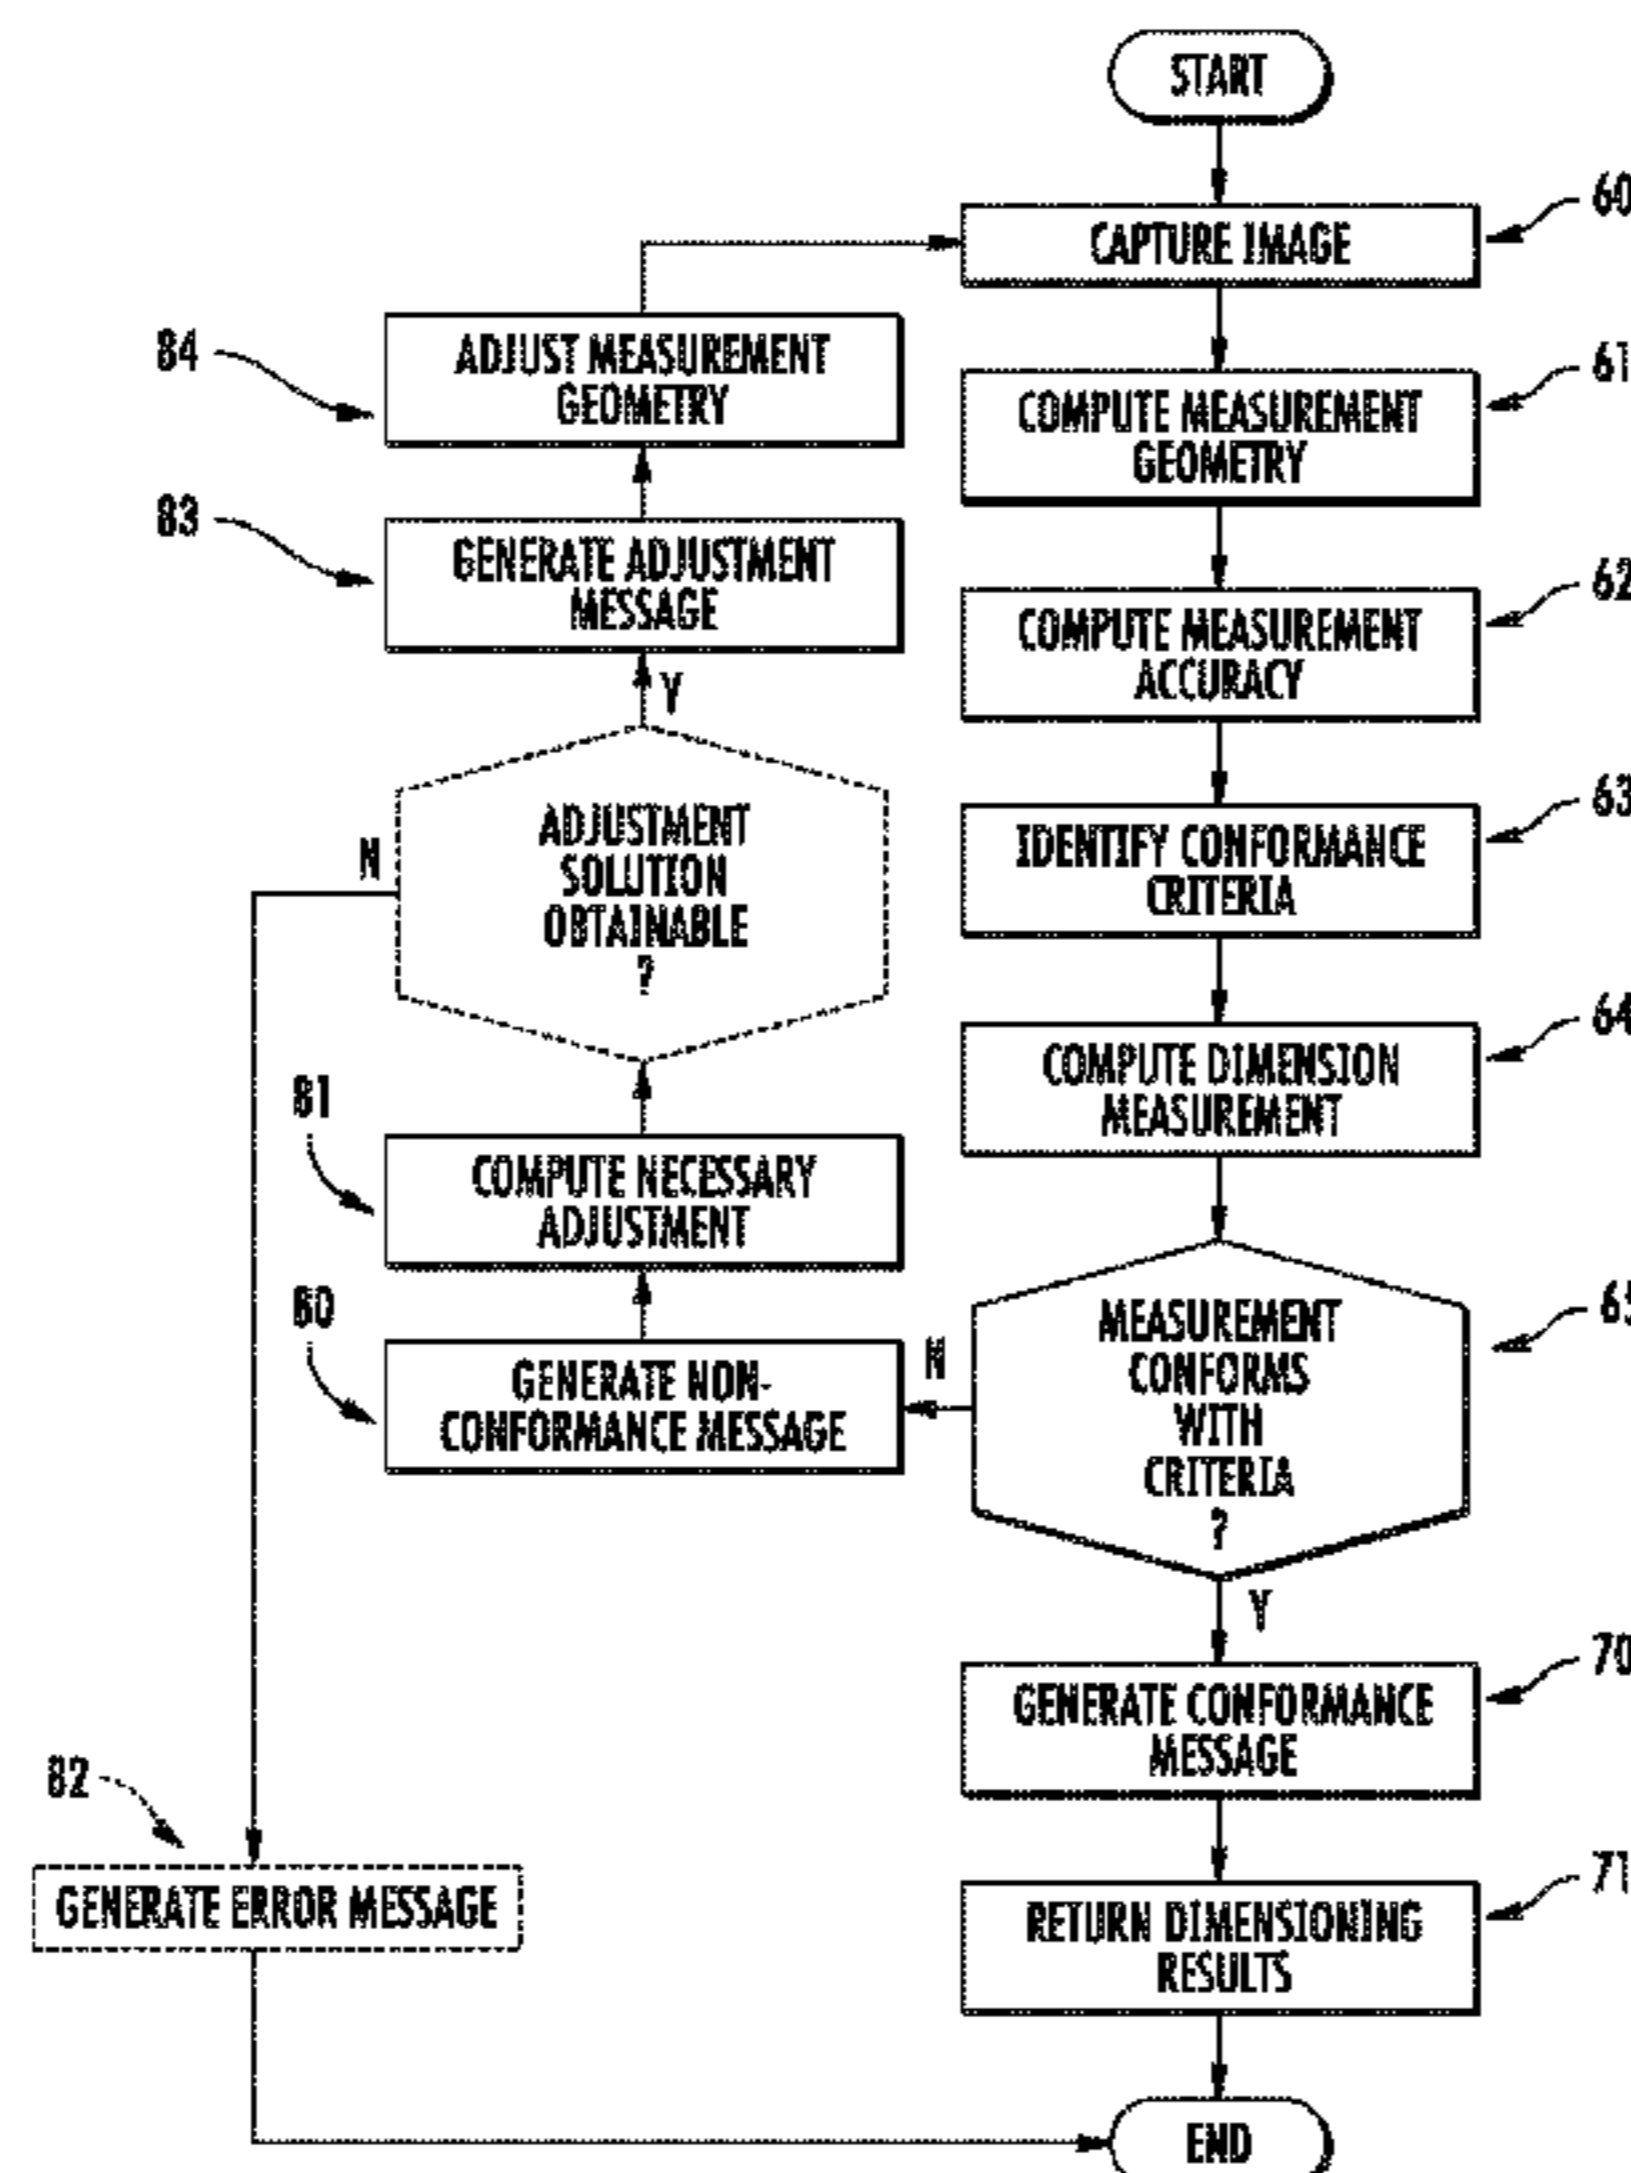 START
CAPTURE IMAGE
60
COMPUTE MEASUREMENT
GEOMETRY
61
COMPUTE MEASUREMENT
ACCURACY
62
IDENTIFY CONFORMANCE
CRITERIA
63
COMPUTE DIMENSION
MEASUREMENT
64
MEASUREMENT
CONFORMS
WITH
CRITERIA
?
65
N
Y
GENERATE CONFORMANCE
MESSAGE
70
RETURN DIMENSIONING
RESULTS
71
END
80
GENERATE NON-
CONFORMANCE MESSAGE
81
COMPUTE NECESSARY
ADJUSTMENT
ADJUSTMENT
SOLUTION
OBTAINABLE
?
N
Y
83
GENERATE ADJUSTMENT
MESSAGE
84
ADJUST MEASUREMENT
GEOMETRY
82
GENERATE ERROR MESSAGE